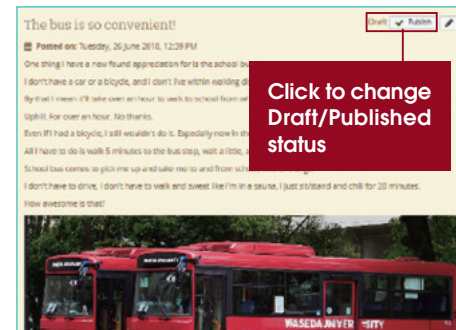 The bus is so convenient!
Draft Publish
Posted on: Tuesday, 26 June 2018, 12:29 PM
One thing I have a new found appreciation for is the school bu
I don't have a car or a bicycle, and I don't live within walking di
By that I mean it'll take over an hour to walk to school from wh
Uphill. For over an hour. No thanks.
Even if I had a bicycle, I still wouldn't do it. Especially now in the
All I have to do is walk 5 minutes to the bus stop, wait a little, a
School bus comes to pick me up and take me to and from scho
I don't have to drive, I don't have to walk and sweat like I'm in a sauna, I just sit/stand and chill for 20 minutes.
How awesome is that!
Click to change
Draft/Published
status
WASEDA UNIVER SITY